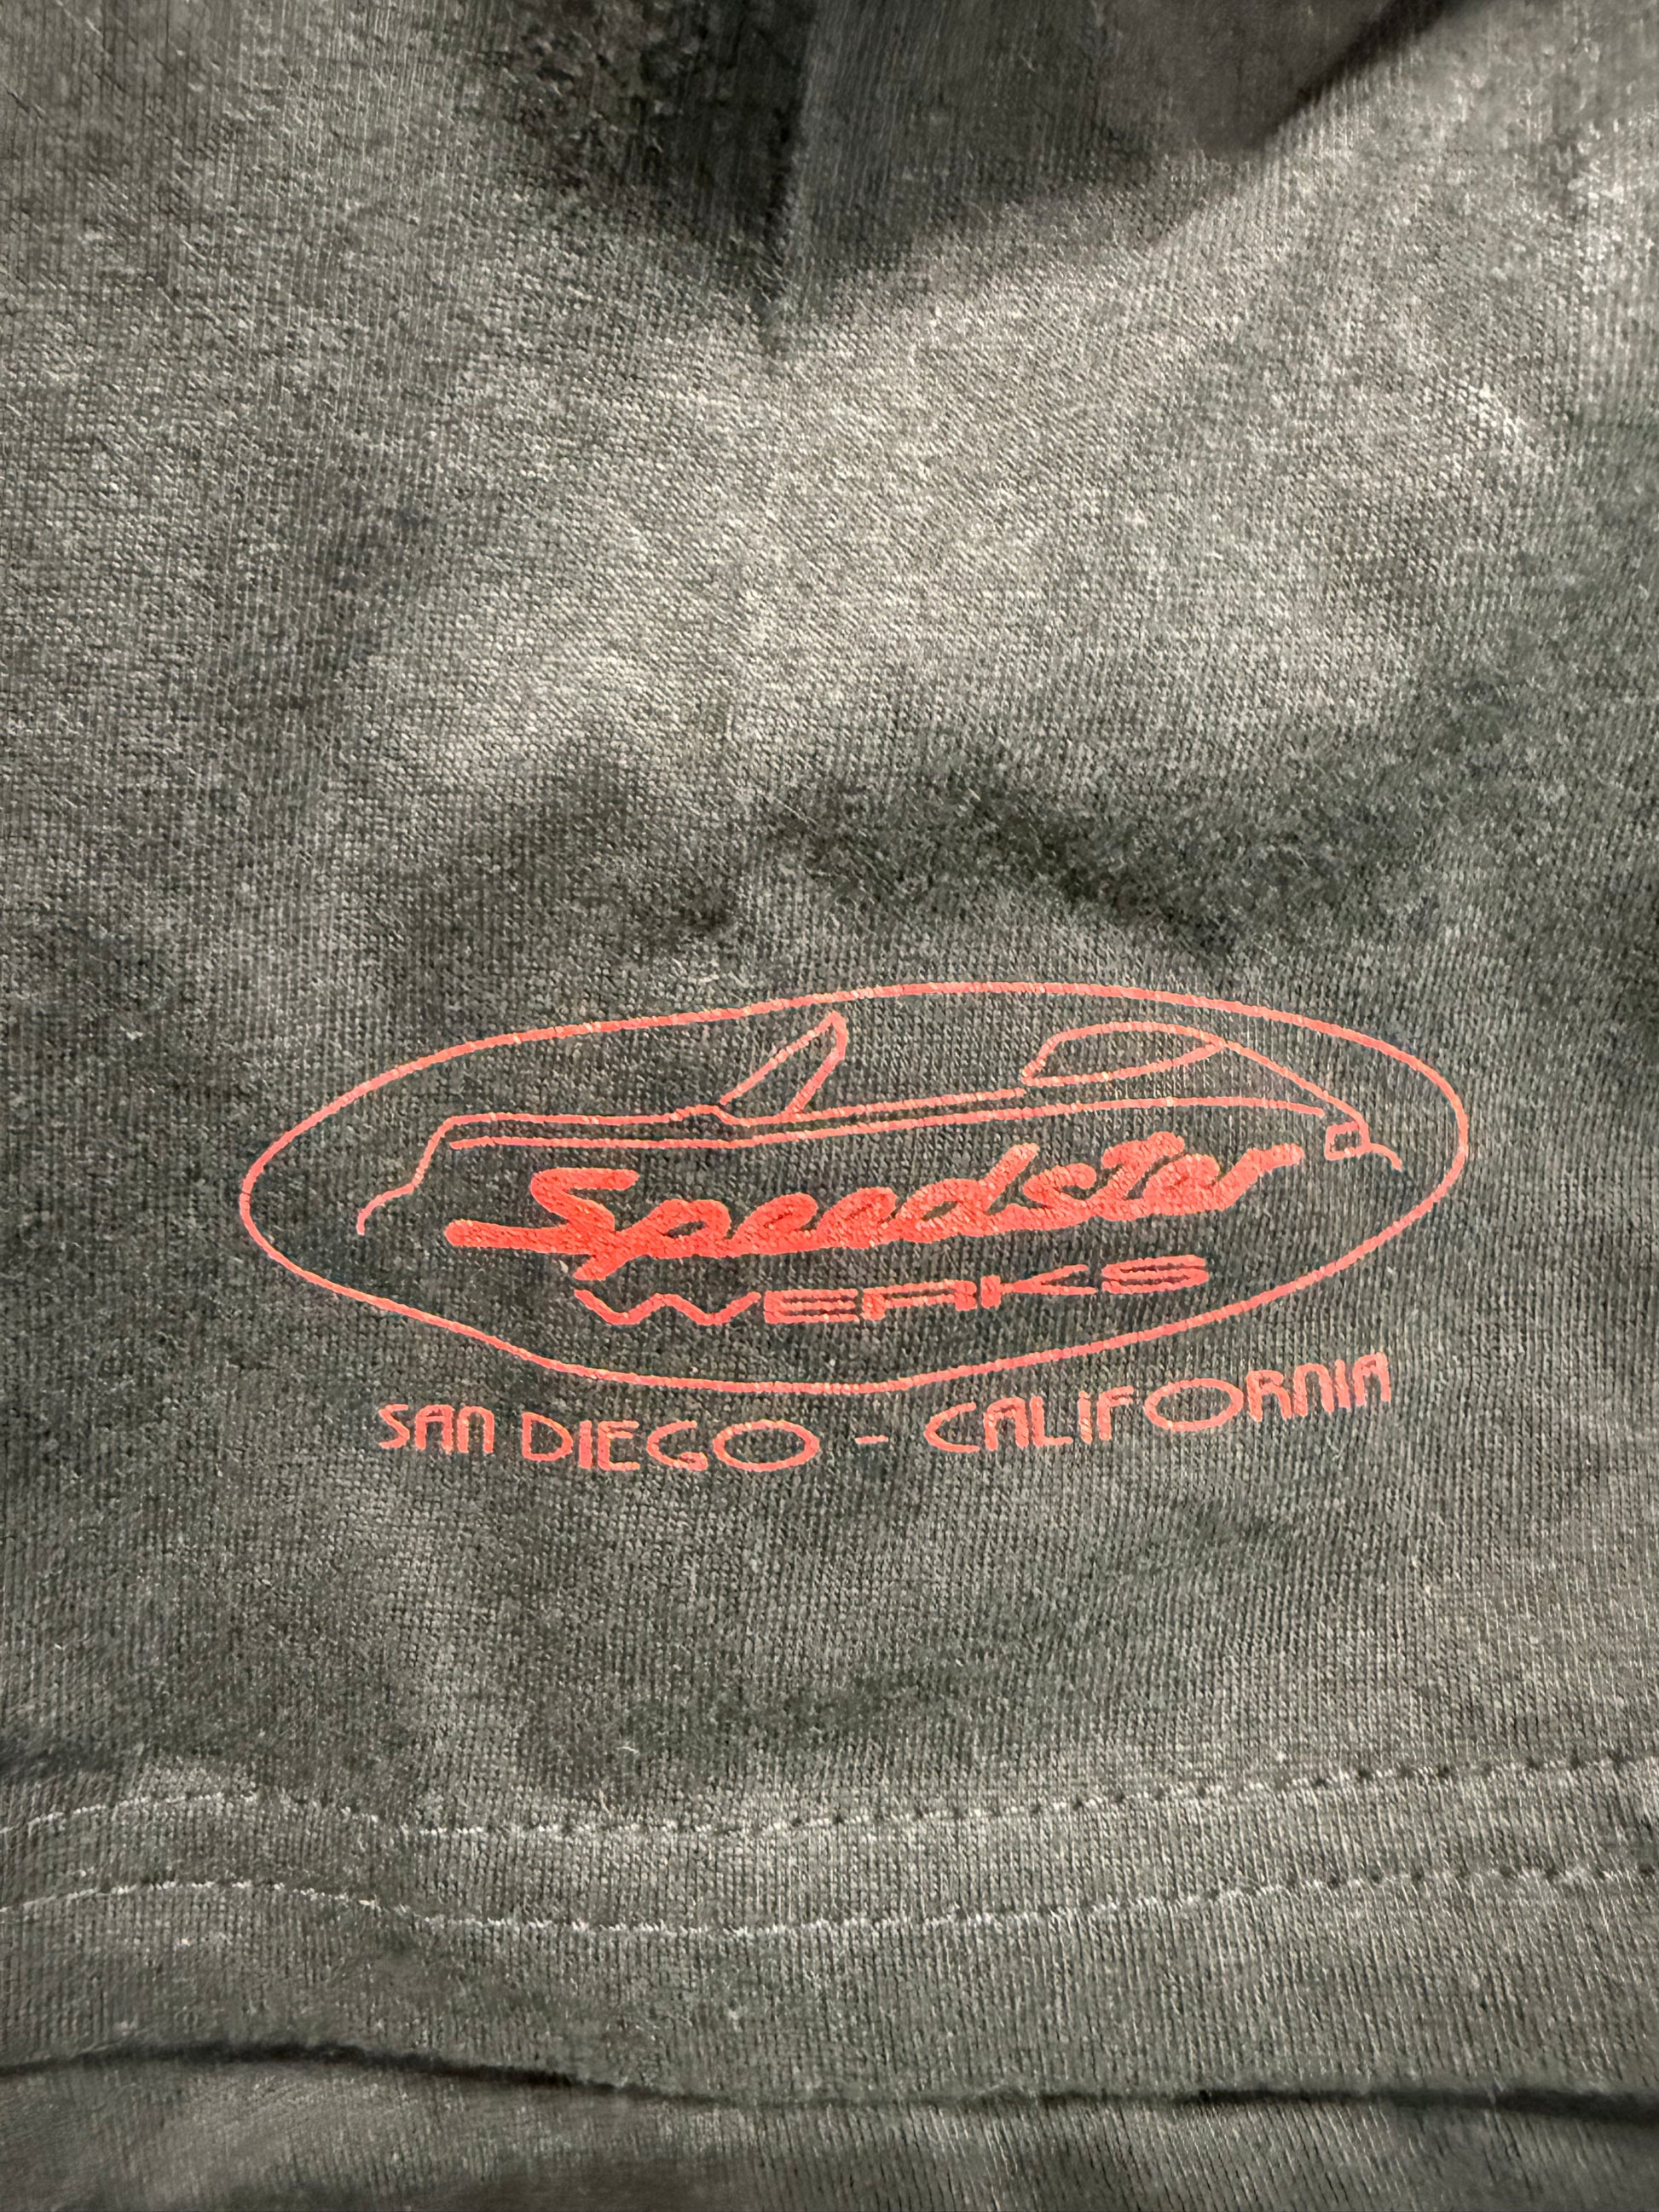 Speedster
WERKS
SAN DIEGO - CALIFORNIA